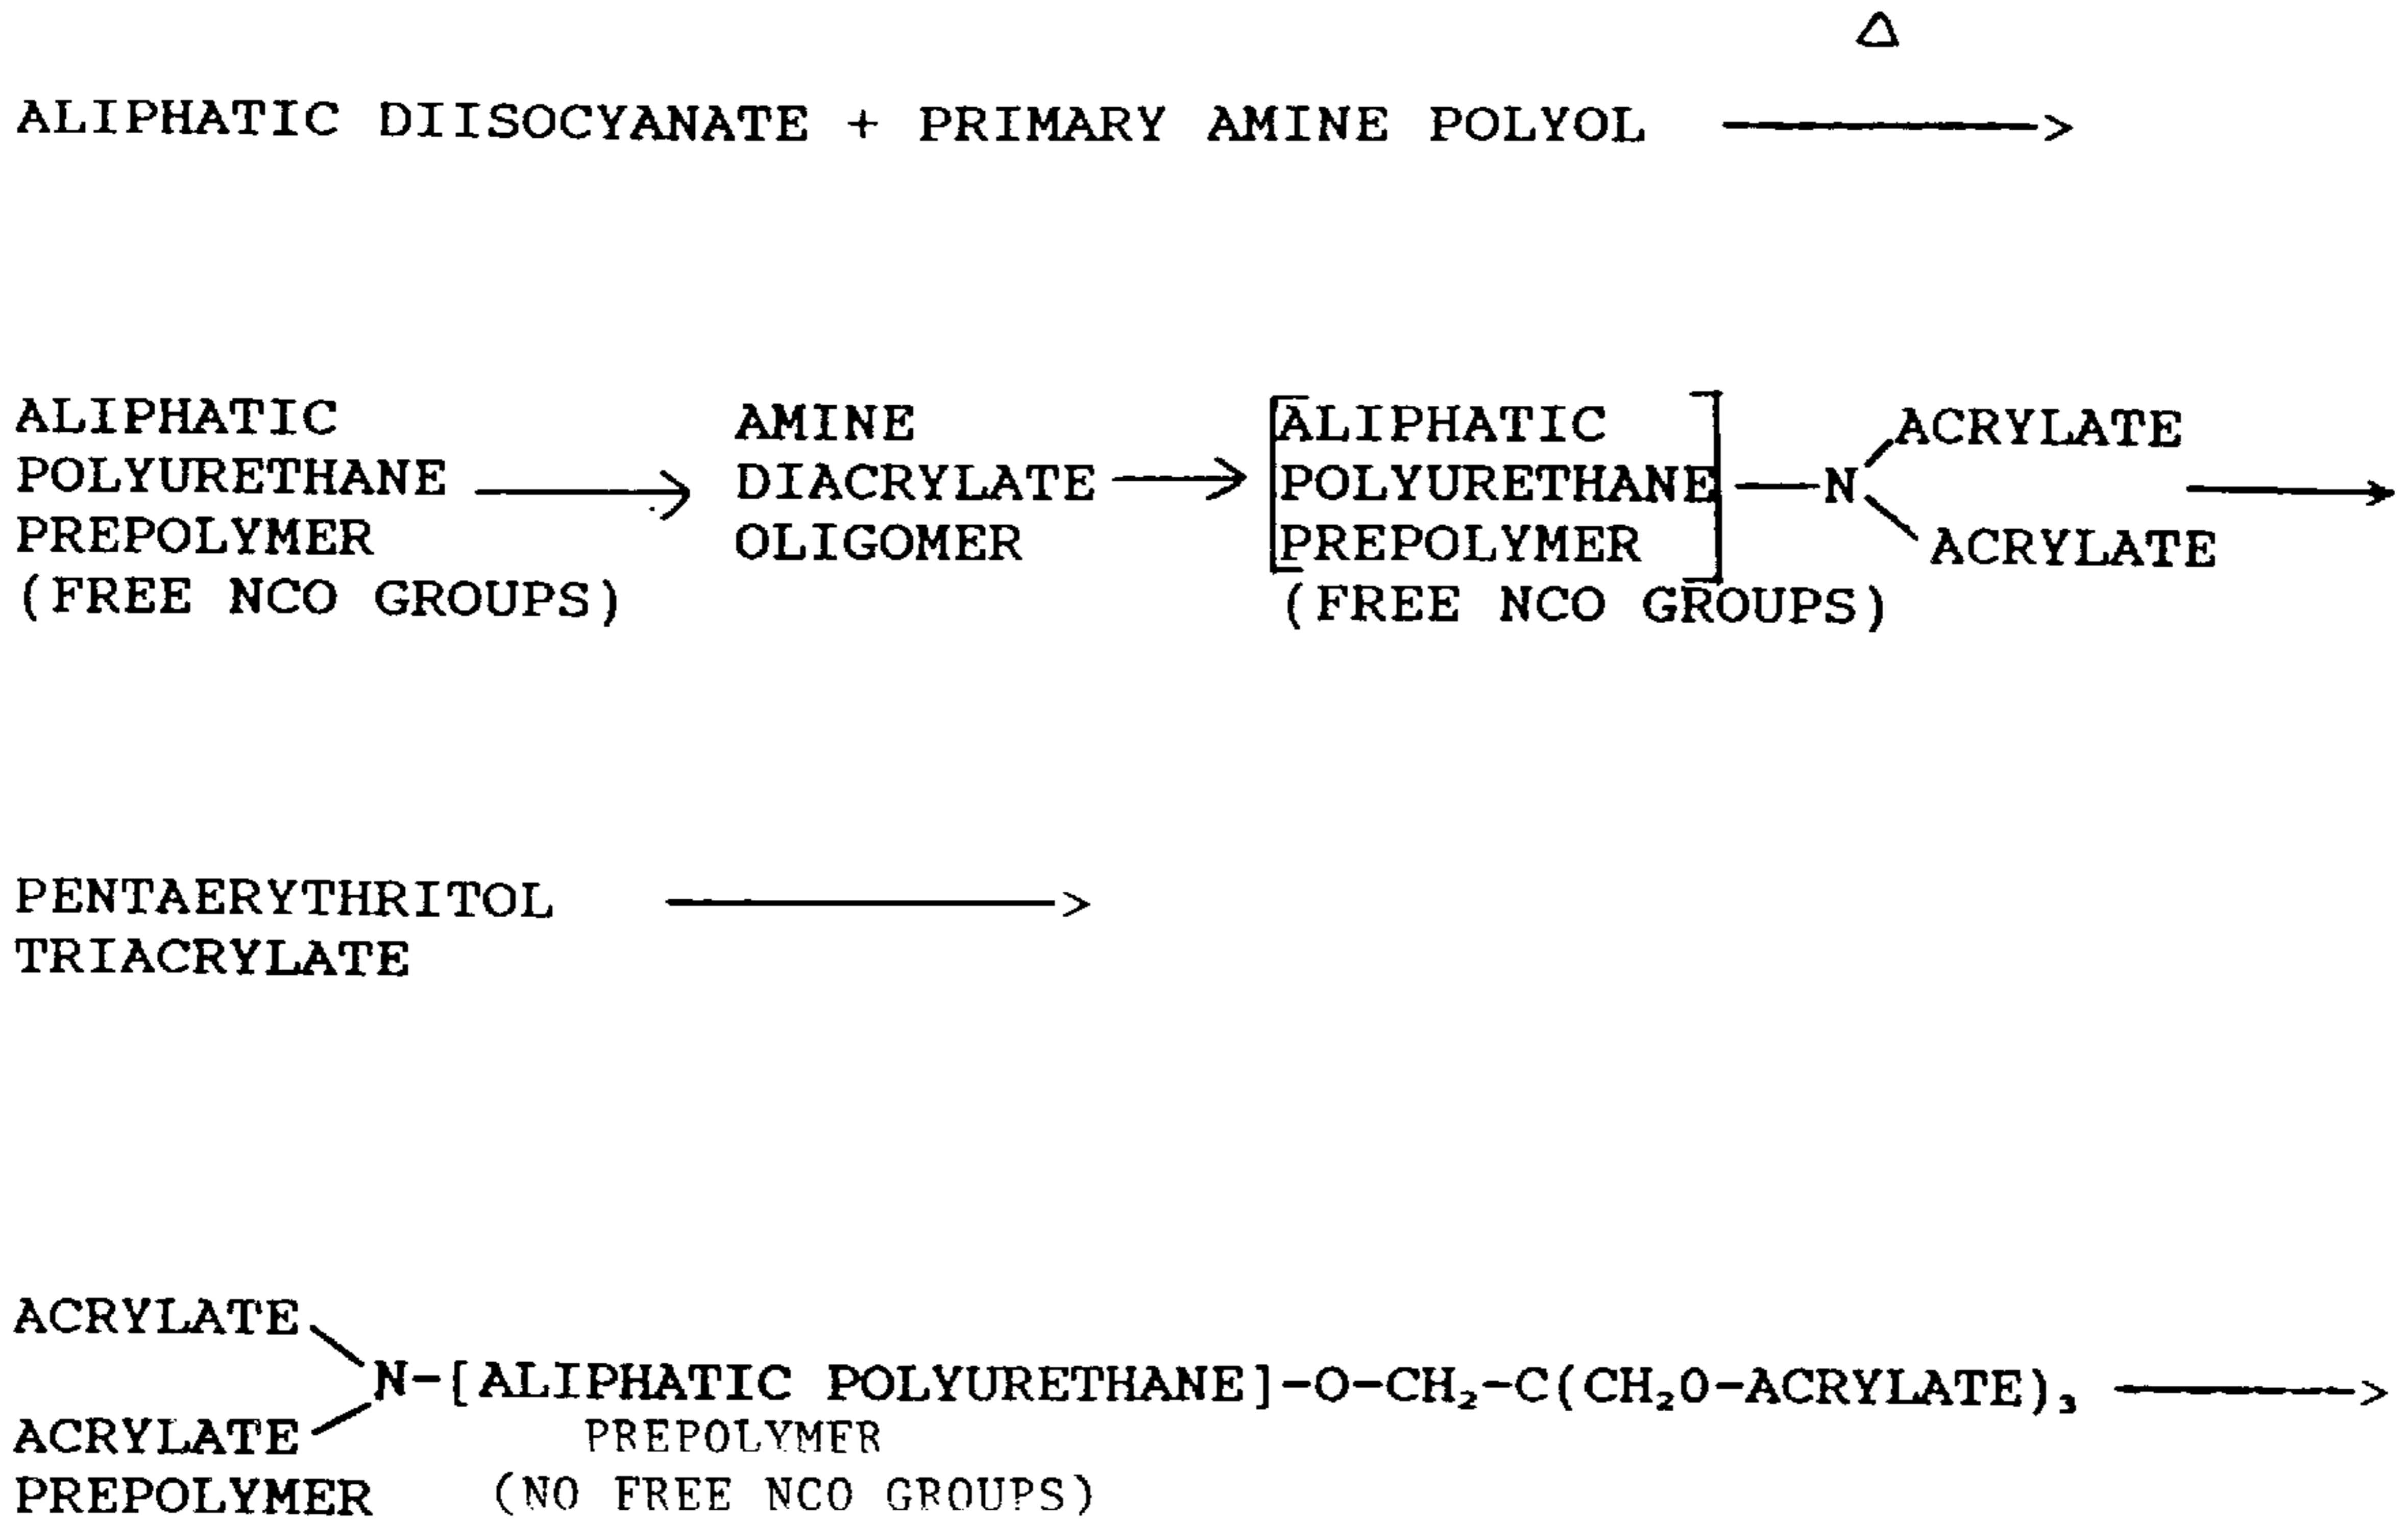 Δ
ALIPHATIC DIISOCYANATE + PRIMARY AMINE POLYOL ⟶
ALIPHATIC
POLYURETHANE
PREPOLYMER
(FREE NCO GROUPS)
⟶
AMINE
DIACRYLATE
OLIGOMER
⟶
[ALIPHATIC
POLYURETHANE
PREPOLYMER]
(FREE NCO GROUPS)
—N
ACRYLATE
ACRYLATE
⟶
PENTAERYTHRITOL ⟶
TRIACRYLATE
ACRYLATE
N-[ALIPHATIC POLYURETHANE]-O-CH₂-C(CH₂O-ACRYLATE)₃ ⟶
ACRYLATE PREPOLYMER
PREPOLYMER (NO FREE NCO GROUPS)